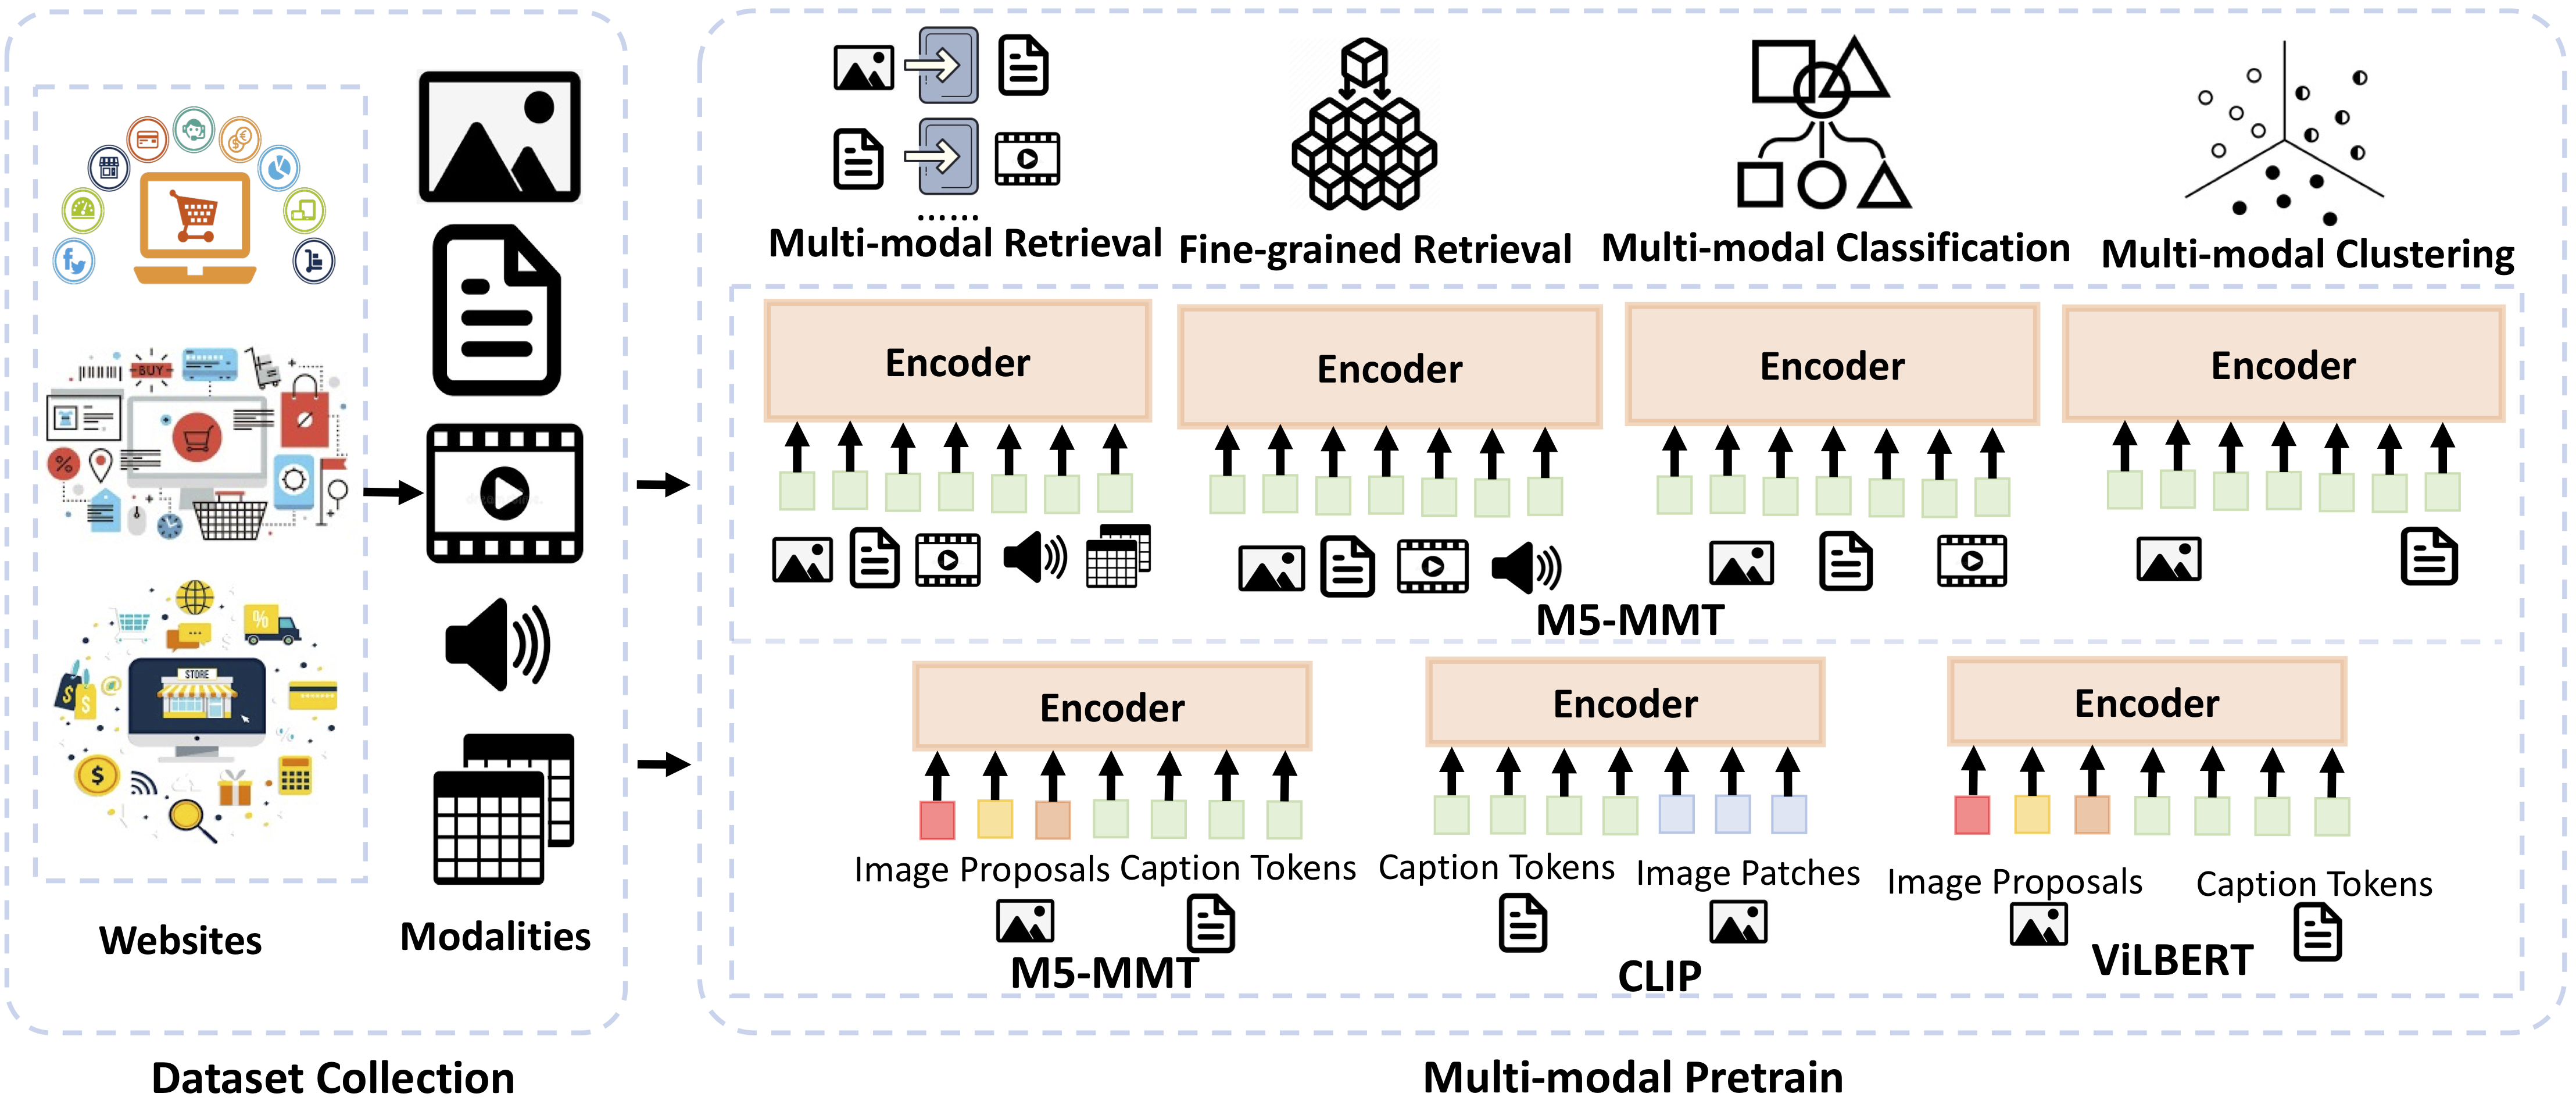 BUY
STORE
Websites
Modalities
Dataset Collection
......
Multi-modal Retrieval
Fine-grained Retrieval
Multi-modal Classification
Multi-modal Clustering
Encoder
Encoder
Encoder
Encoder
M5-MMT
Encoder
Encoder
Encoder
Image Proposals
Caption Tokens
Caption Tokens
Image Patches
Image Proposals
Caption Tokens
M5-MMT
CLIP
ViLBERT
Multi-modal Pretrain